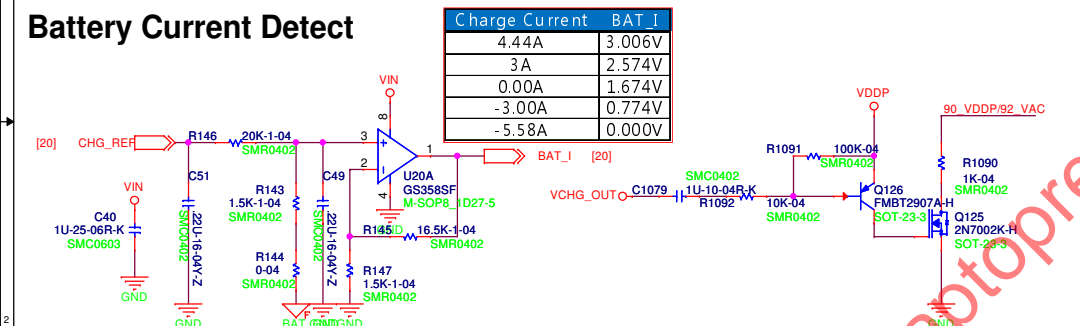 Battery Current Detect
Charge Current BAT_I
4.44A 3.006V
3A 2.574V
0.00A 1.674V
-3.00A 0.774V
-5.58A 0.000V
VIN
8
[20] CHG_REF
R146 20K-1-04
SMR0402
3
+
2
-
1
4
BAT_I [20]
U20A
GS358SF
M-SOP8_1D27-5
GND
C51
.22U-16-04Y-Z
SMC0402
R143
1.5K-1-04
SMR0402
C49
.22U-16-04Y-Z
SMC0402
VIN
C40
1U-25-06R-K
SMC0603
GND
R145 16.5K-1-04
SMR0402
R144
0-04
SMR0402
R147
1.5K-1-04
SMR0402
GND
GND
GND
VDDP
90_VDDP/92_VAC
R1091 100K-04
SMR0402
R1090
1K-04
SMR0402
VCHG_OUT
C1079 1U-10-04R-K
SMC0402
R1092 10K-04
SMR0402
Q126
FMBT2907A-H
SOT-23-3
Q125
2N7002K-H
SOT-23-3
GND
2